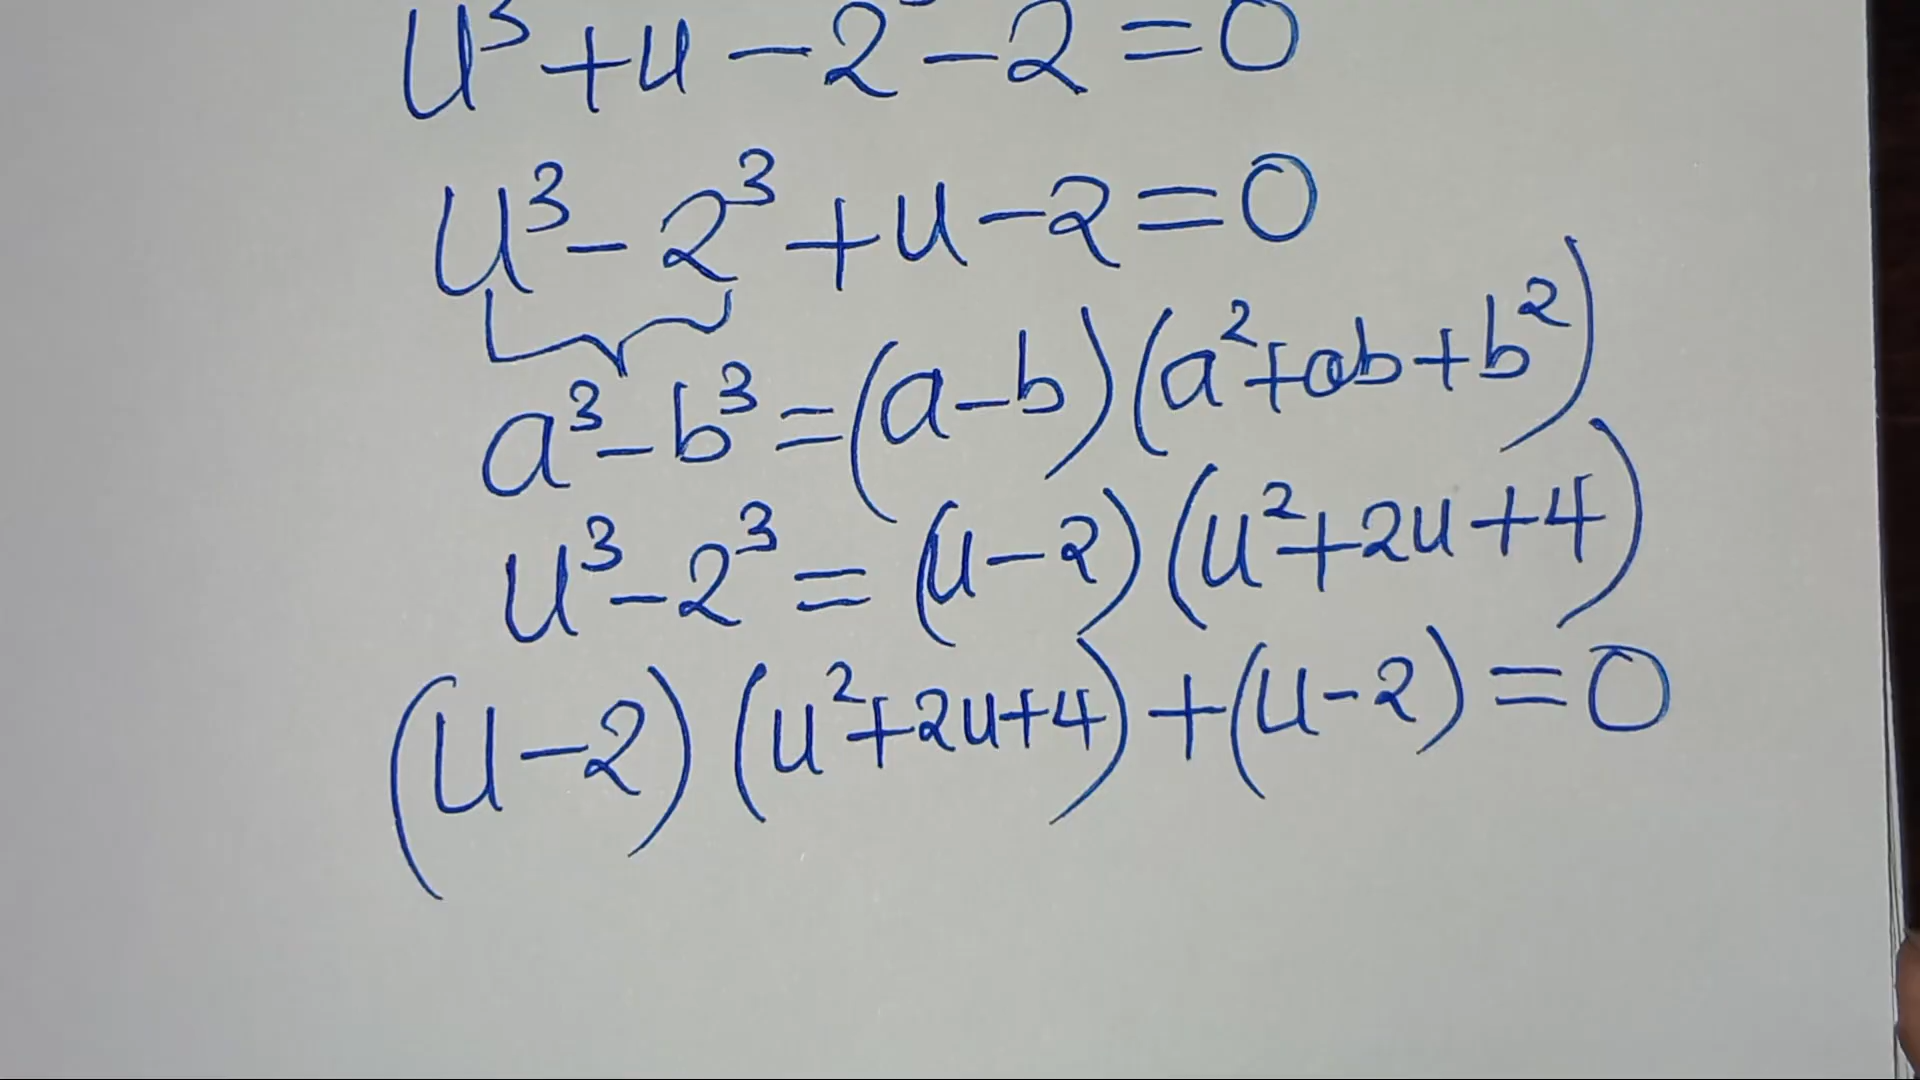 u³+u-2³-2=0
u³-2³+u-2=0
a³-b³=(a-b)(a²+ab+b²)
u³-2³=(u-2)(u²+2u+4)
(u-2)(u²+2u+4)+(u-2)=0